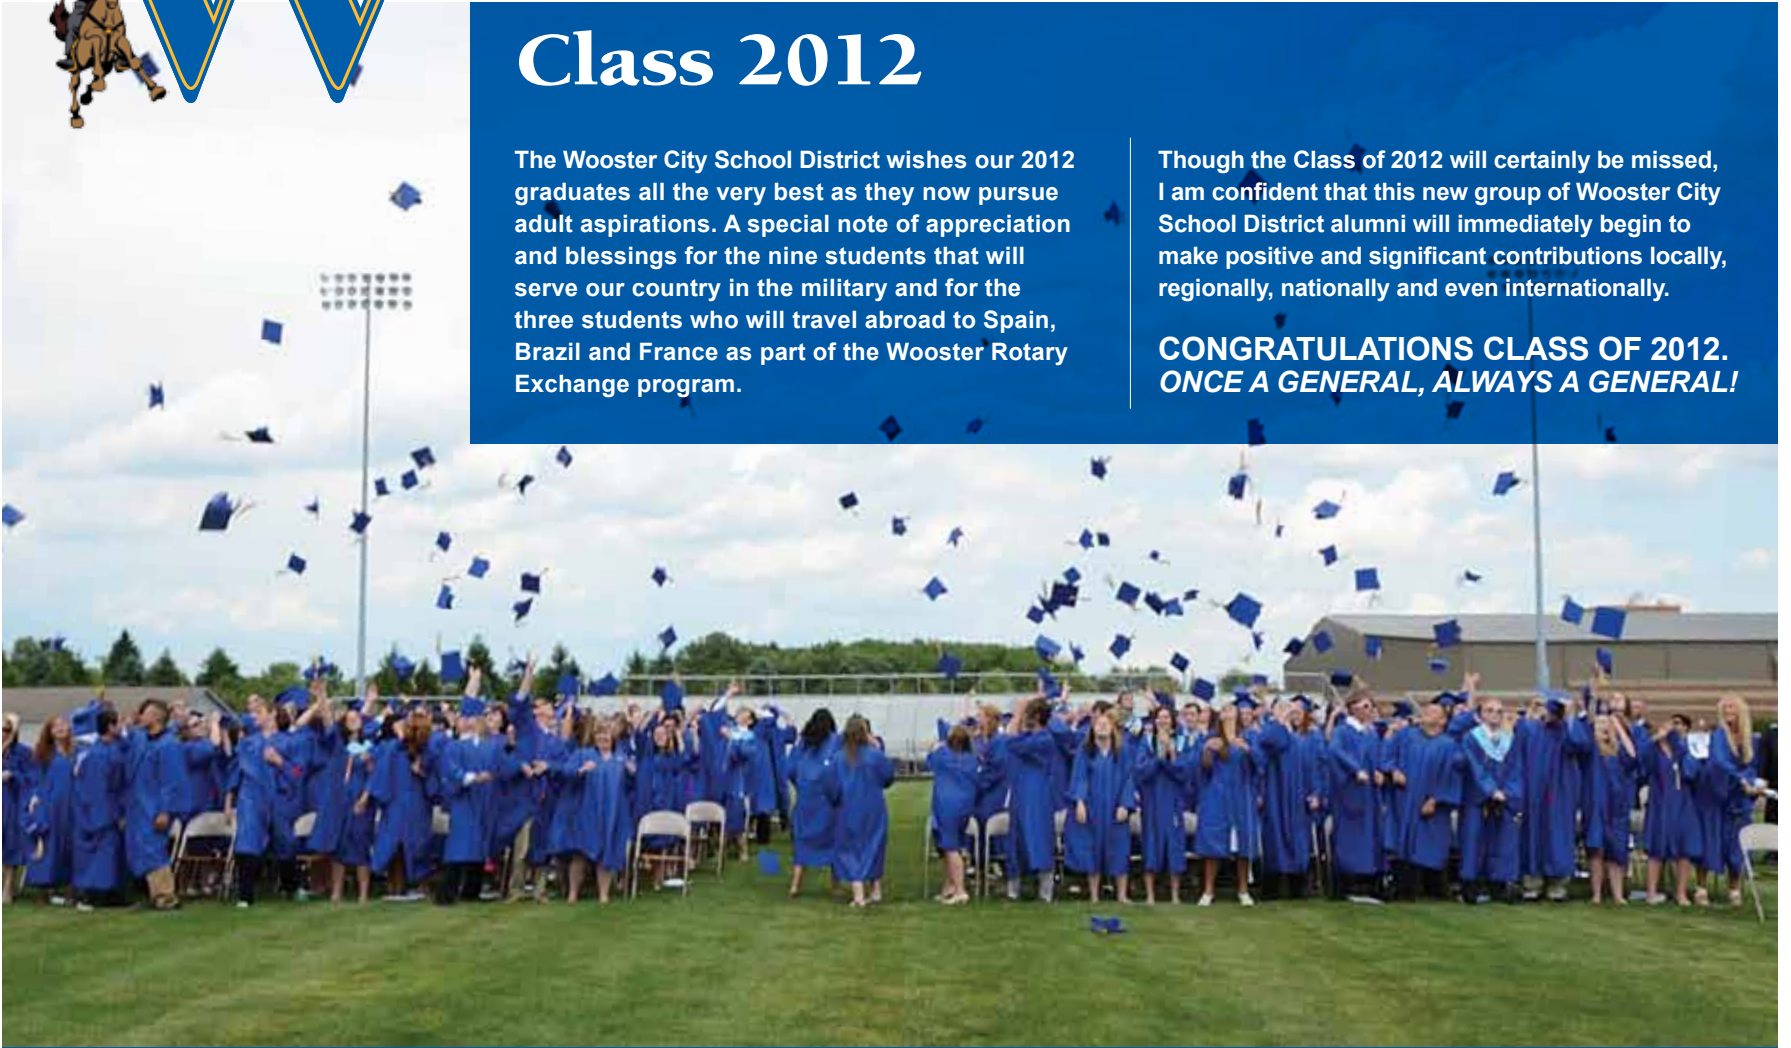 W
Class 2012
The Wooster City School District wishes our 2012
graduates all the very best as they now pursue
adult aspirations. A special note of appreciation
and blessings for the nine students that will
serve our country in the military and for the
three students who will travel abroad to Spain,
Brazil and France as part of the Wooster Rotary
Exchange program.
Though the Class of 2012 will certainly be missed,
I am confident that this new group of Wooster City
School District alumni will immediately begin to
make positive and significant contributions locally,
regionally, nationally and even internationally.
CONGRATULATIONS CLASS OF 2012.
ONCE A GENERAL, ALWAYS A GENERAL!